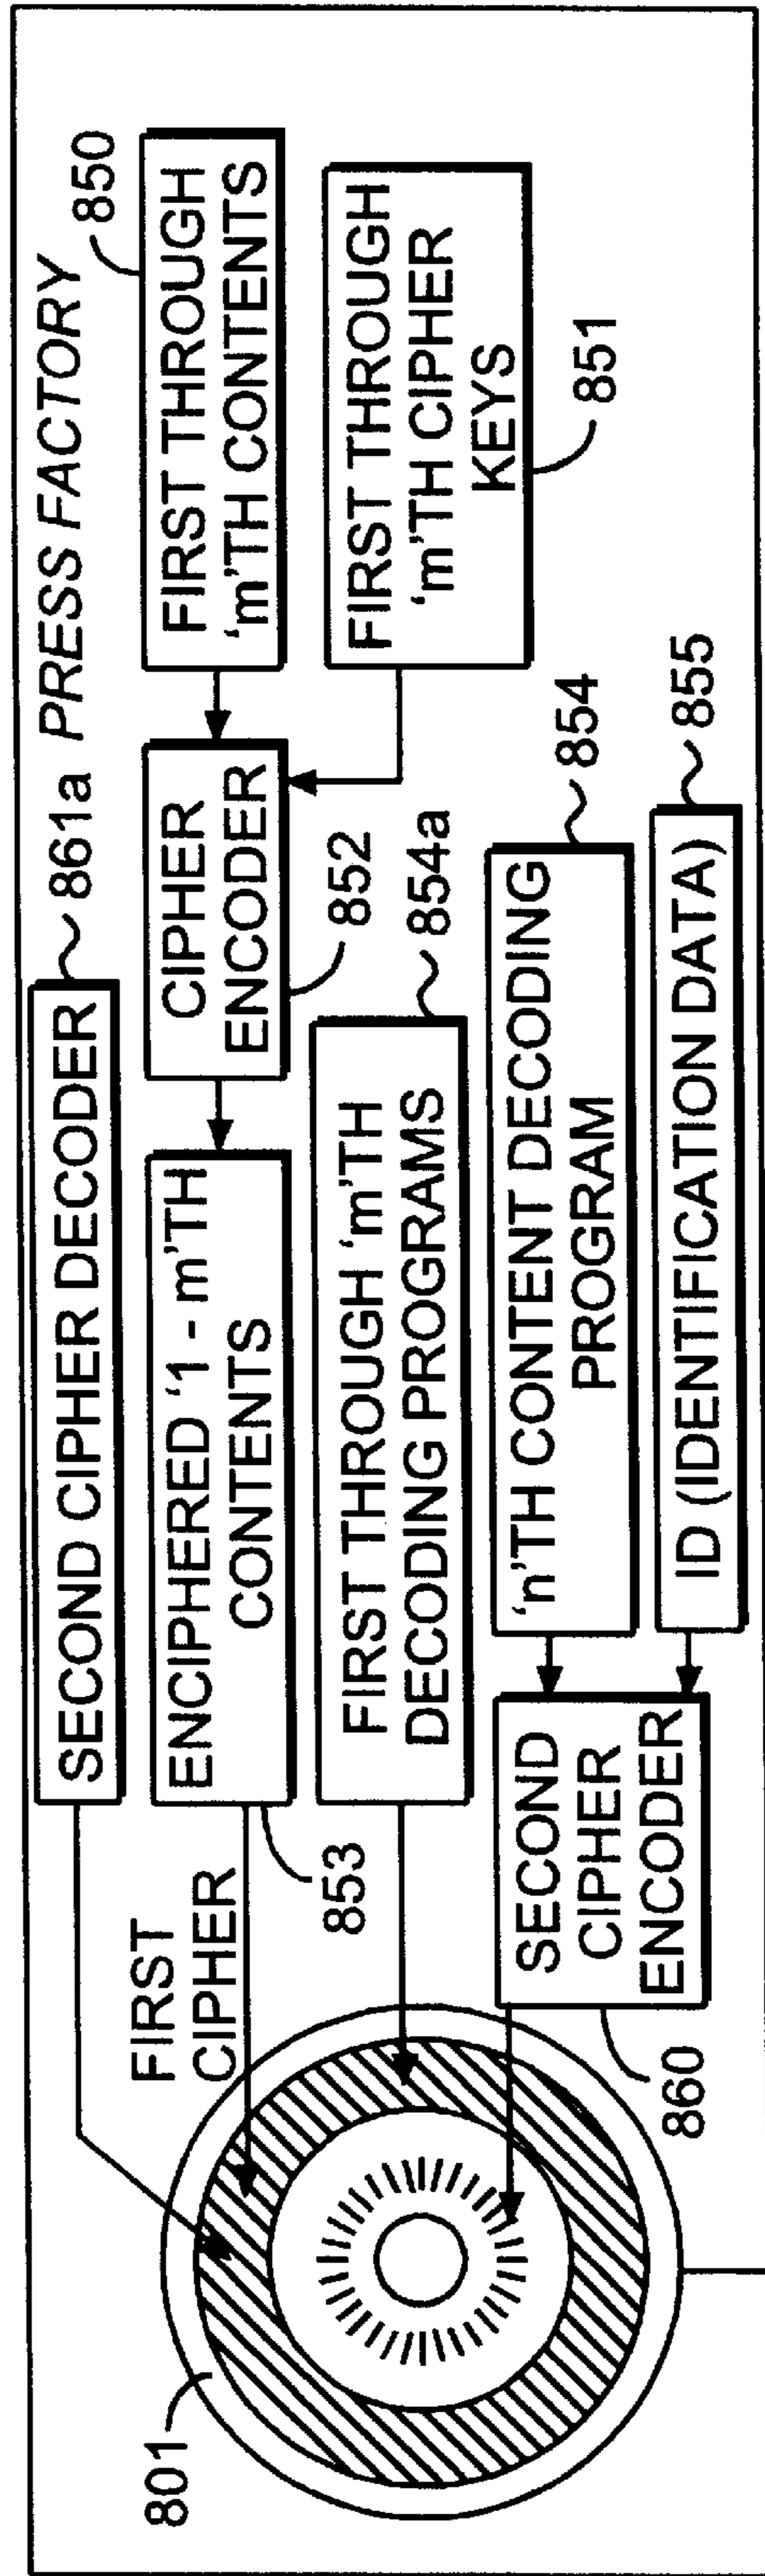 PRESS FACTORY
850
FIRST THROUGH
'm'TH CONTENTS
FIRST THROUGH
'm'TH CIPHER
KEYS
851
CIPHER
ENCODER
852
861a
SECOND CIPHER DECODER
ENCIPHERED '1 - m'TH
CONTENTS
853
FIRST
CIPHER
FIRST THROUGH 'm'TH
DECODING PROGRAMS
854a
'n'TH CONTENT DECODING
PROGRAM
854
ID (IDENTIFICATION DATA)
855
SECOND
CIPHER
ENCODER
860
801